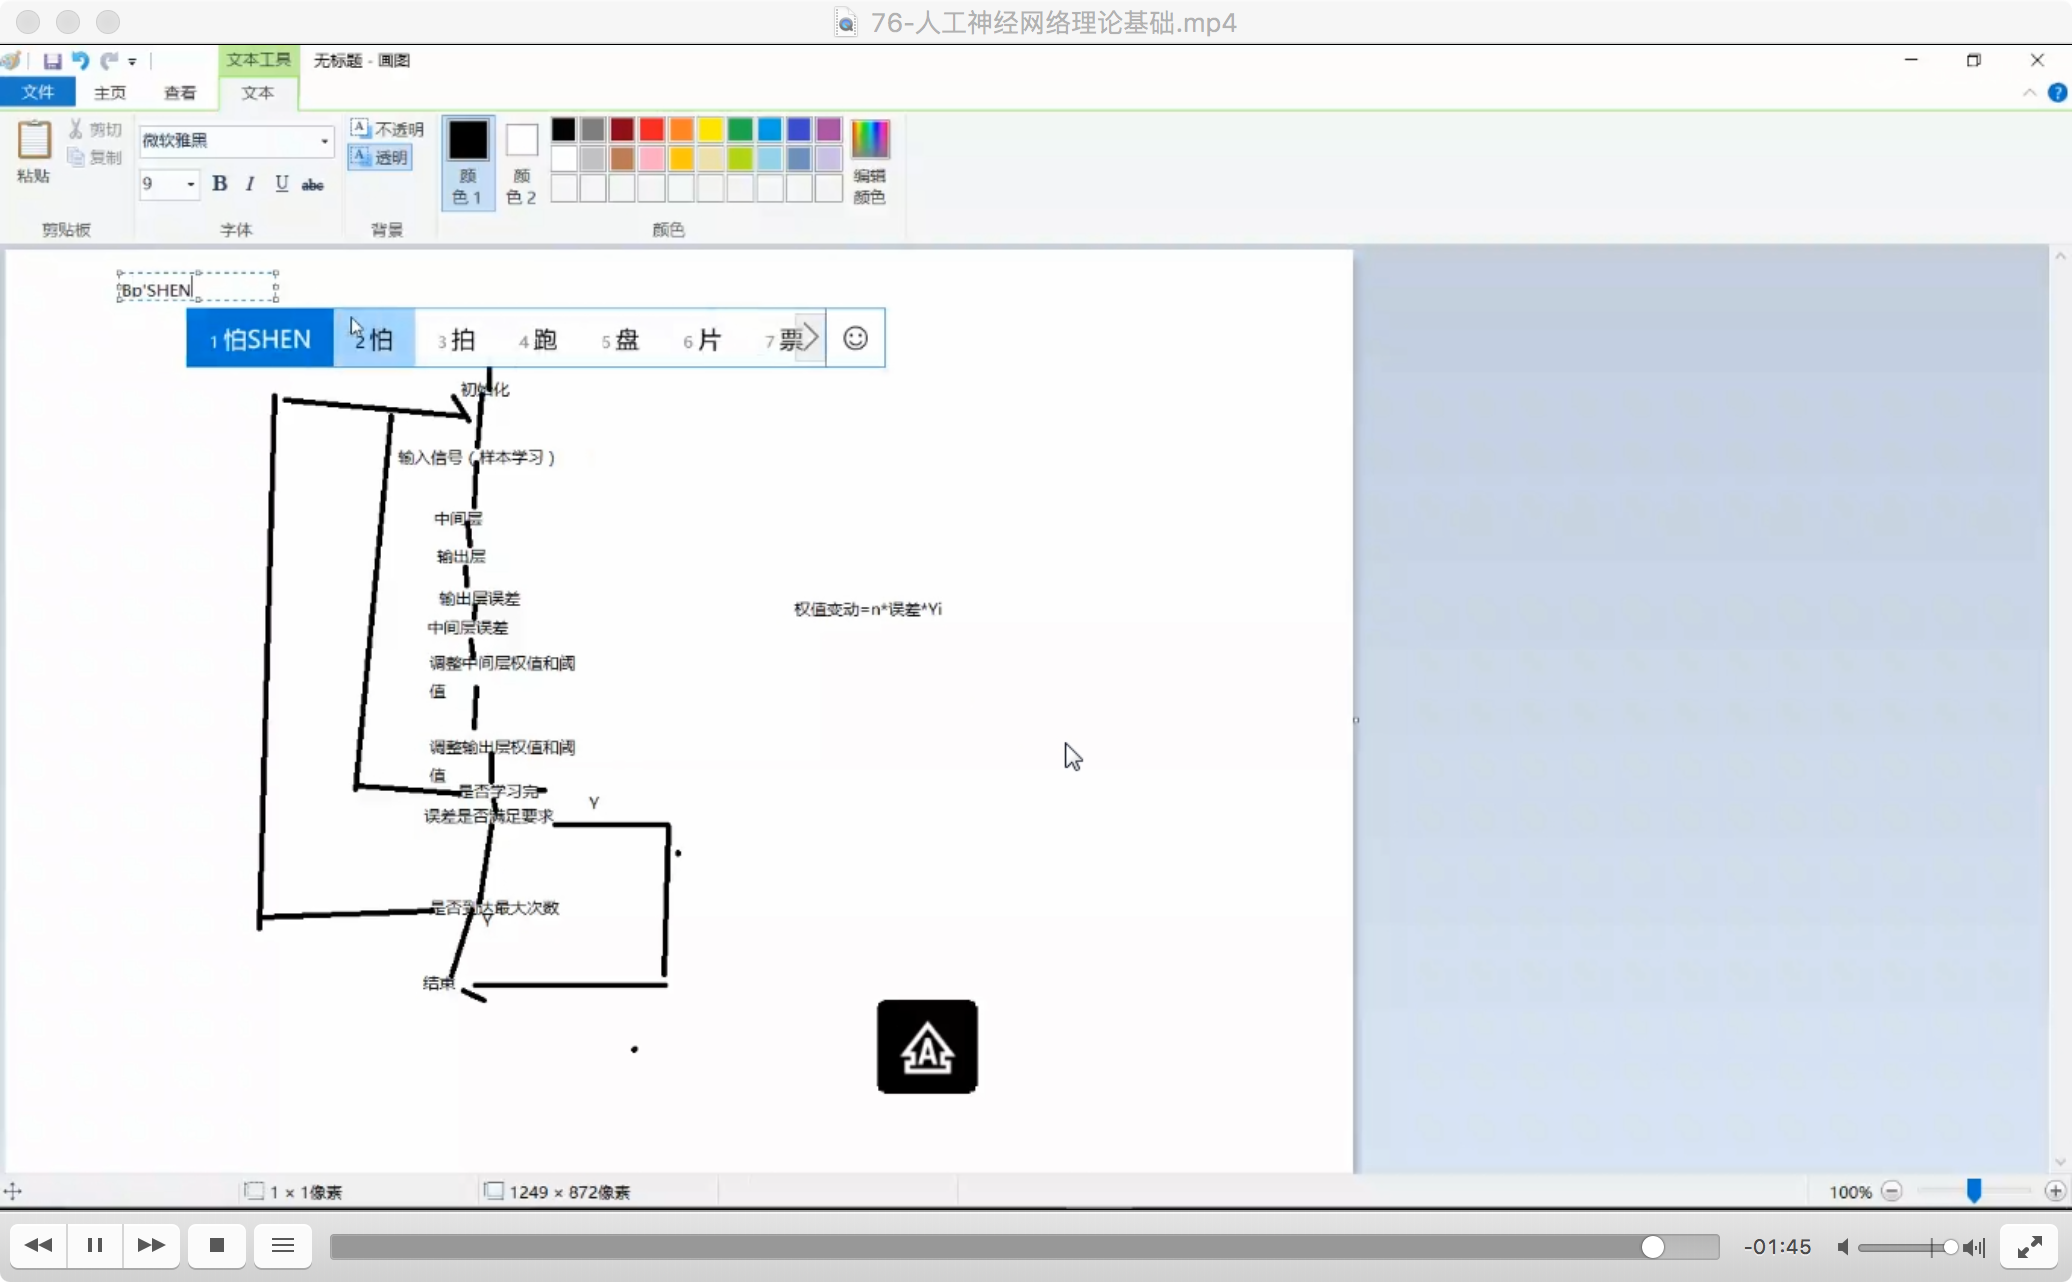 76-人工神经网络理论基础.mp4
文本工具 无标题 - 画图
文件 主页 查看 文本
粘贴 剪切 复制 剪贴板
微软雅黑
9 B I U abc
字体
不透明
透明
背景
颜色 1 颜色 2 编辑颜色
颜色
Bp'SHEN
1 怕SHEN 2 怕 3 拍 4 跑 5 盘 6 片 7 票
初始化
输入信号（样本学习）
中间层
输出层
输出层误差
权值变动=n*误差*Yi
中间层误差
调整中间层权值和阈
值
调整输出层权值和阈
值
是否学习完
Y
误差是否满足要求
是否到达最大次数
Y
结束
A
1 × 1像素 1249 × 872像素 100%
-01:45